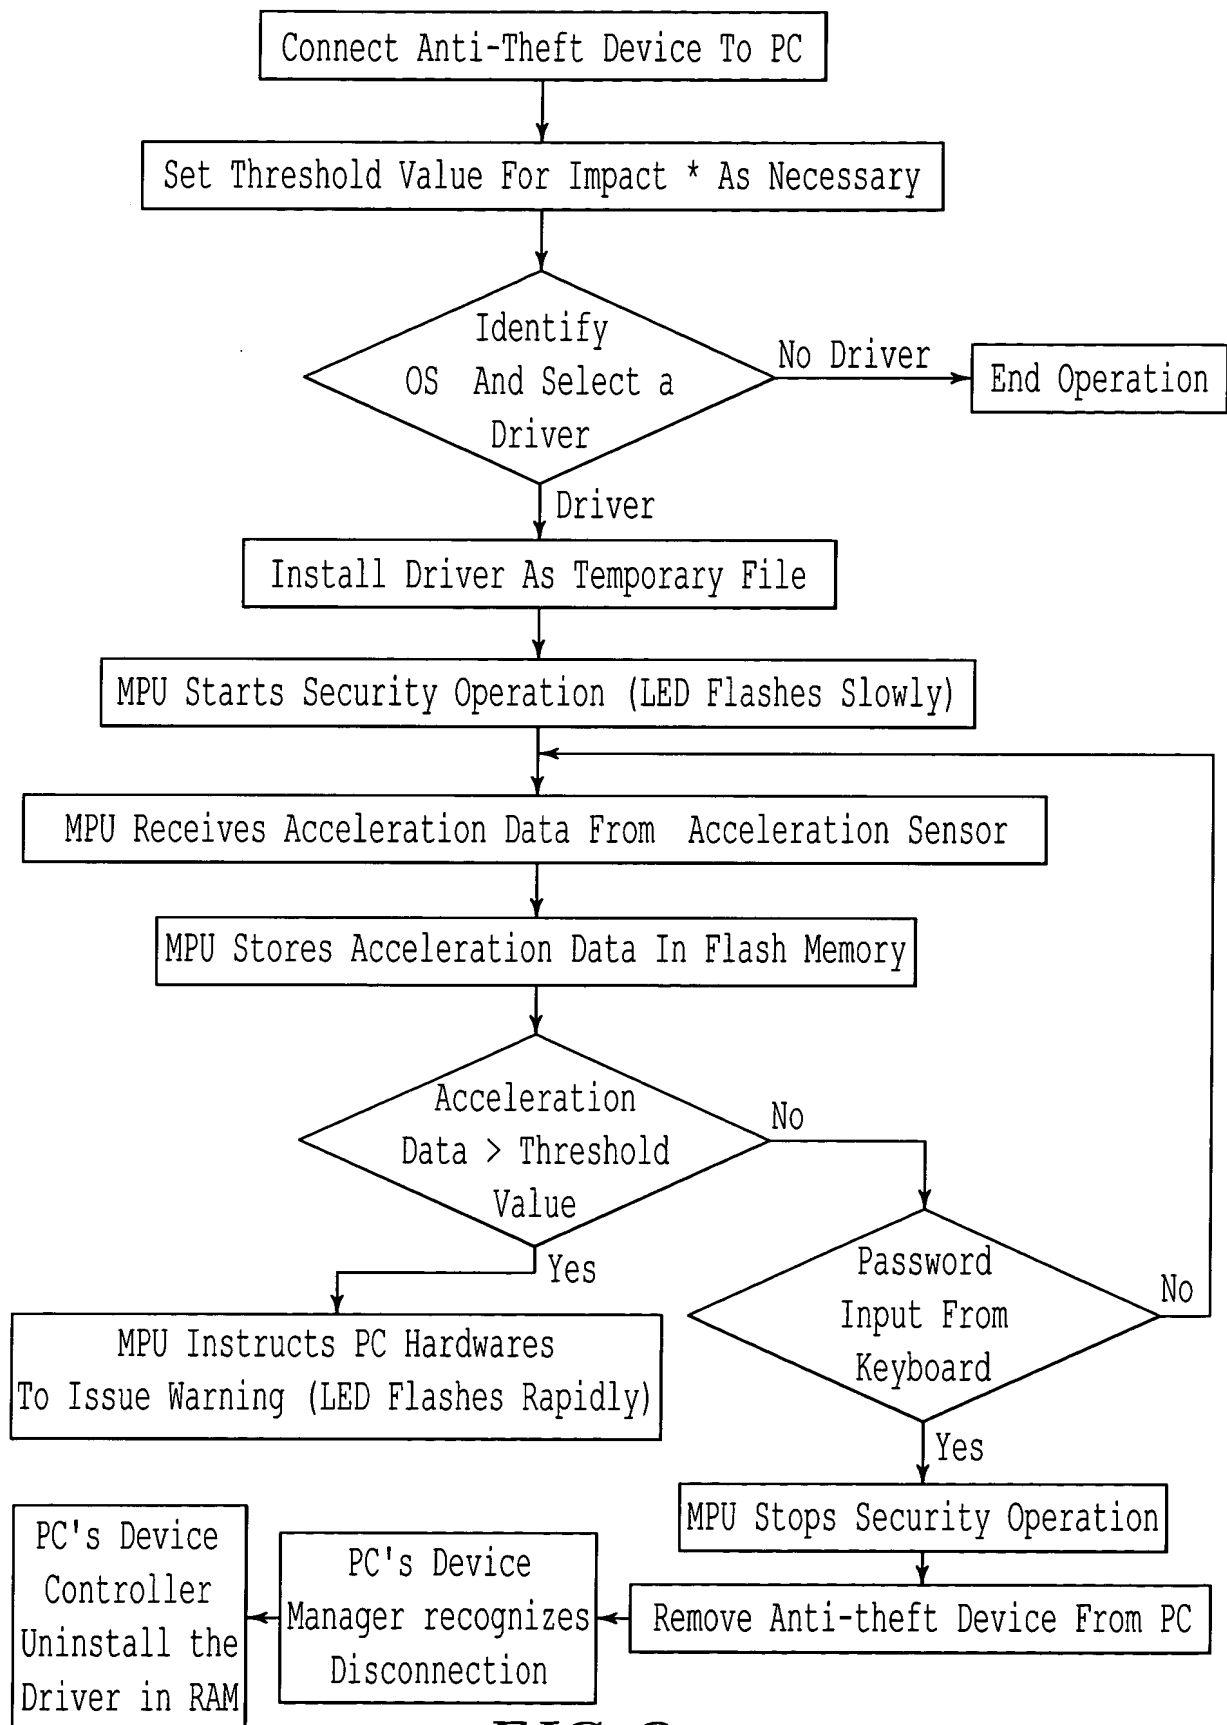 Connect Anti-Theft Device To PC
Set Threshold Value For Impact * As Necessary
Identify
OS And Select a
Driver
No Driver
End Operation
Driver
Install Driver As Temporary File
MPU Starts Security Operation (LED Flashes Slowly)
MPU Receives Acceleration Data From Acceleration Sensor
MPU Stores Acceleration Data In Flash Memory
Acceleration
Data > Threshold
Value
No
Yes
Password
Input From
Keyboard
No
MPU Instructs PC Hardwares
To Issue Warning (LED Flashes Rapidly)
Yes
MPU Stops Security Operation
Remove Anti-theft Device From PC
PC's Device
Manager recognizes
Disconnection
PC's Device
Controller
Uninstall the
Driver in RAM